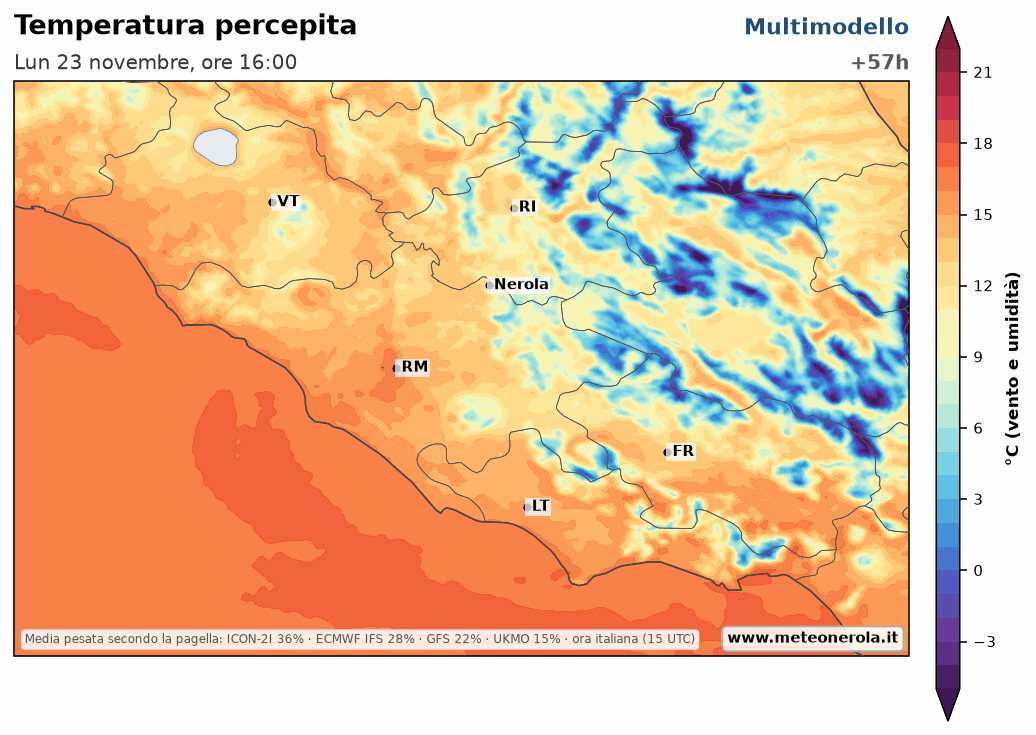 Temperatura percepita
Multimodello
Lun 23 novembre, ore 16:00
+57h
VT
RI
Nerola
RM
FR
LT
21
18
15
12
9
6
3
0
−3
°C (vento e umidità)
Media pesata secondo la pagella: ICON-2I 36% · ECMWF IFS 28% · GFS 22% · UKMO 15% · ora italiana (15 UTC)
www.meteonerola.it